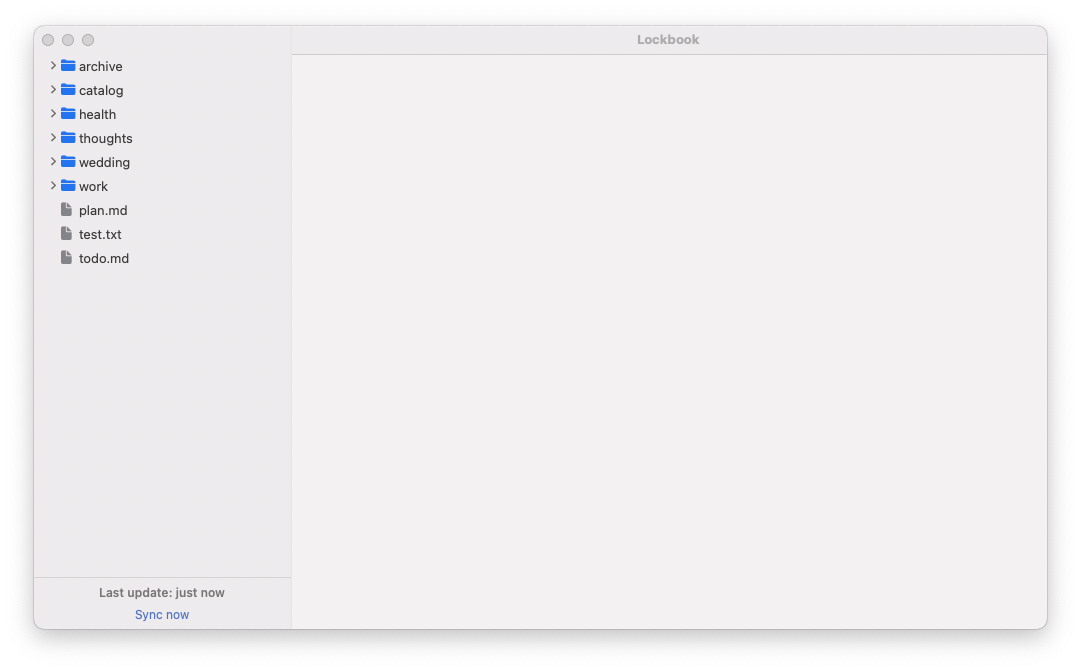 Lockbook
archive
catalog
health
thoughts
wedding
work
plan.md
test.txt
todo.md
Last update: just now
Sync now